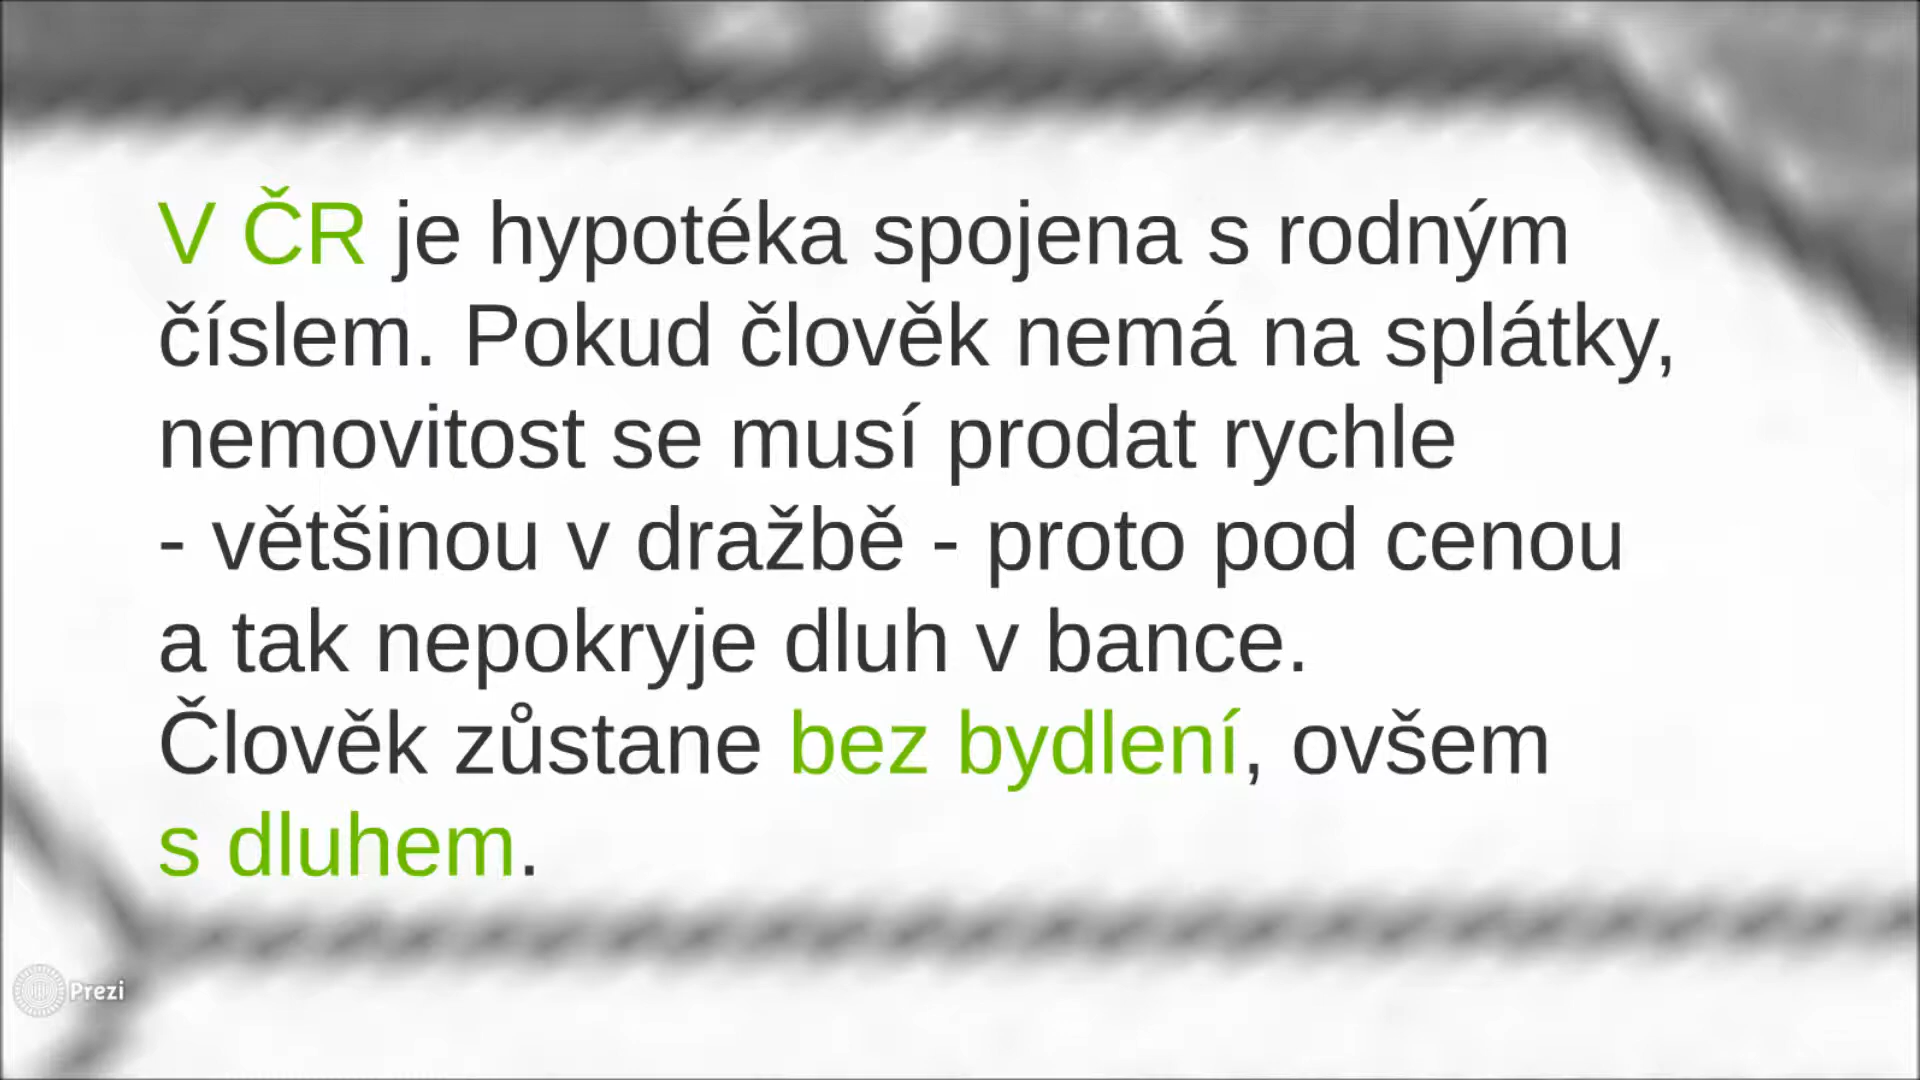 V ČR je hypotéka spojena s rodným
číslem. Pokud člověk nemá na splátky,
nemovitost se musí prodat rychle
- většinou v dražbě - proto pod cenou
a tak nepokryje dluh v bance.
Člověk zůstane bez bydlení, ovšem
s dluhem.
Prezi